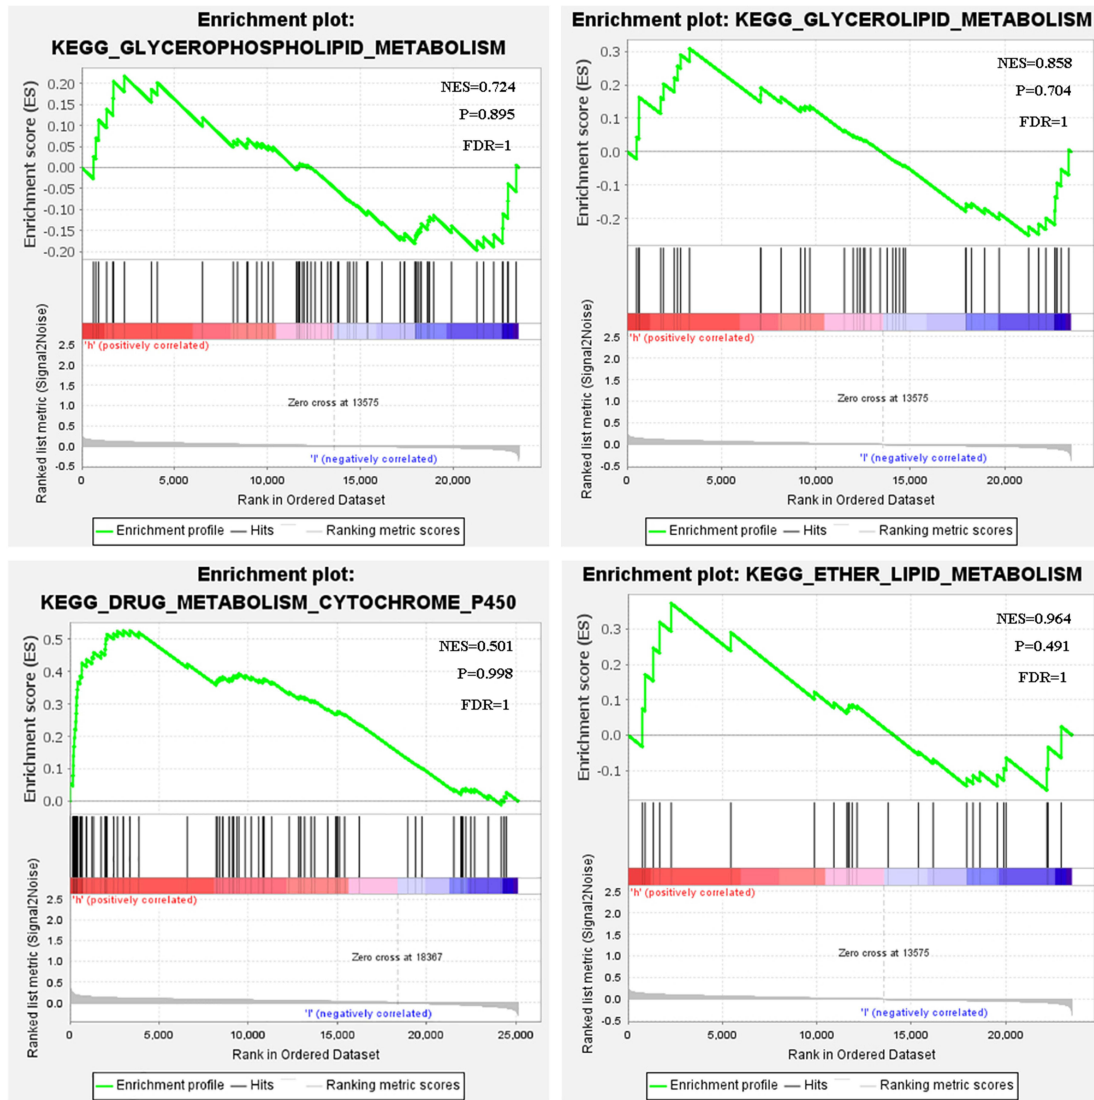 Enrichment plot:
KEGG_GLYCEROPHOSPHOLIPID_METABOLISM
Enrichment score (ES)
0.20
0.15
0.10
0.05
0.00
-0.05
-0.10
-0.15
-0.20
NES=0.724
P=0.895
FDR=1
Ranked list metric (Signal2Noise)
'h' (positively correlated)
2.5
2.0
1.5
1.0
0.5
0.0
-0.5
Zero cross at 13575
'l' (negatively correlated)
0 5,000 10,000 15,000 20,000
Rank in Ordered Dataset
Enrichment profile Hits Ranking metric scores
Enrichment plot: KEGG_GLYCEROLIPID_METABOLISM
Enrichment score (ES)
0.3
0.2
0.1
0.0
-0.1
-0.2
NES=0.858
P=0.704
FDR=1
Ranked list metric (Signal2Noise)
'h' (positively correlated)
2.5
2.0
1.5
1.0
0.5
0.0
-0.5
Zero cross at 13575
'l' (negatively correlated)
0 5,000 10,000 15,000 20,000
Rank in Ordered Dataset
Enrichment profile Hits Ranking metric scores
Enrichment plot:
KEGG_DRUG_METABOLISM_CYTOCHROME_P450
Enrichment score (ES)
0.5
0.4
0.3
0.2
0.1
0.0
NES=0.501
P=0.998
FDR=1
Ranked list metric (Signal2Noise)
'h' (positively correlated)
2.5
2.0
1.5
1.0
0.5
0.0
Zero cross at 18367
'l' (negatively correlated)
0 5,000 10,000 15,000 20,000 25,000
Rank in Ordered Dataset
Enrichment profile Hits Ranking metric scores
Enrichment plot: KEGG_ETHER_LIPID_METABOLISM
Enrichment score (ES)
0.3
0.2
0.1
0.0
-0.1
NES=0.964
P=0.491
FDR=1
Ranked list metric (Signal2Noise)
'h' (positively correlated)
2.5
2.0
1.5
1.0
0.5
0.0
-0.5
Zero cross at 13575
'l' (negatively correlated)
0 5,000 10,000 15,000 20,000
Rank in Ordered Dataset
Enrichment profile Hits Ranking metric scores